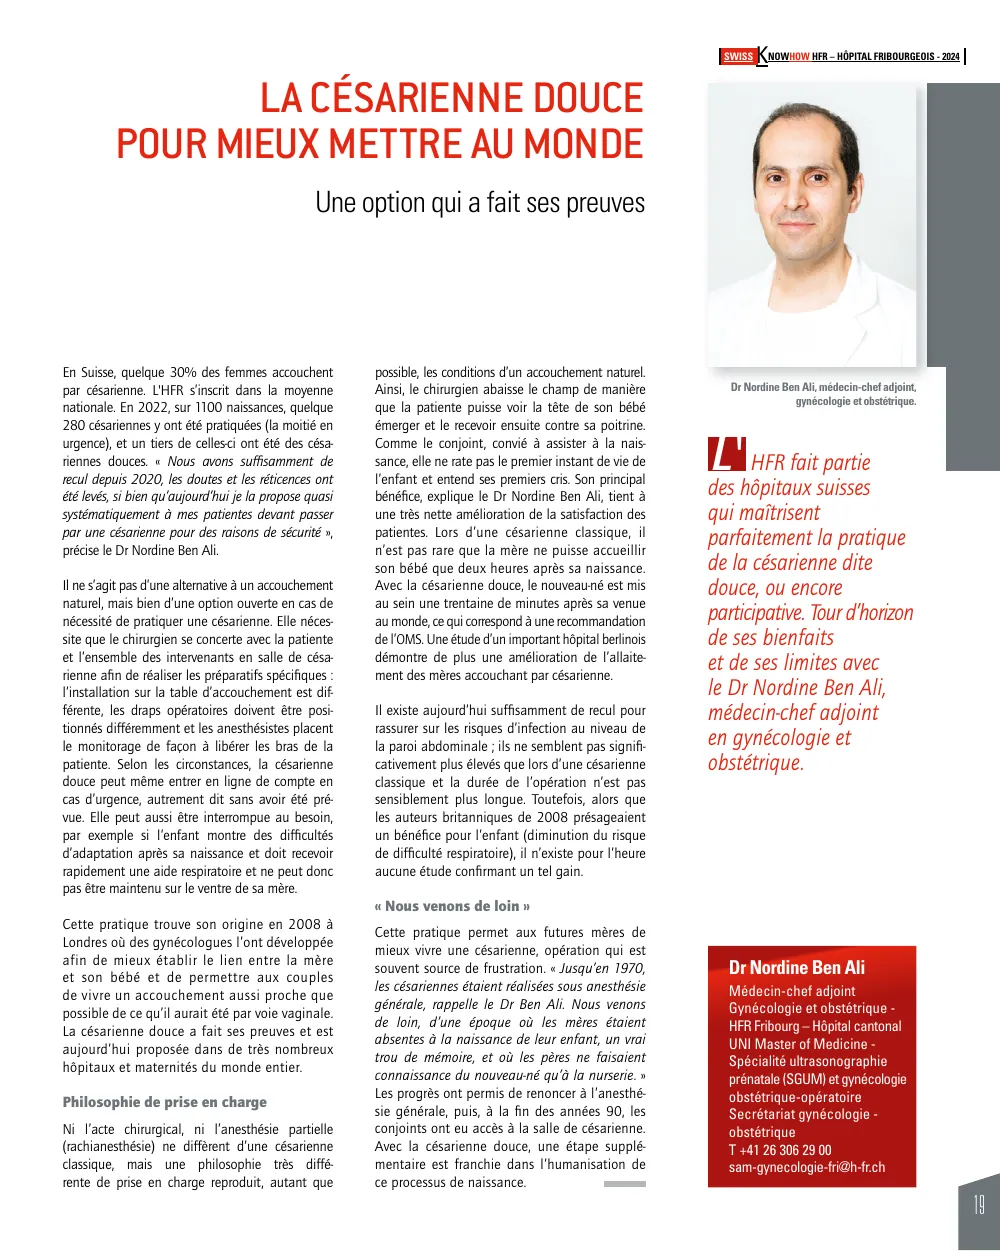 SWISS KNOWHOW HFR – HÔPITAL FRIBOURGEOIS - 2024
LA CÉSARIENNE DOUCE
POUR MIEUX METTRE AU MONDE
Une option qui a fait ses preuves
En Suisse, quelque 30% des femmes accouchent
par césarienne. L'HFR s’inscrit dans la moyenne
nationale. En 2022, sur 1100 naissances, quelque
280 césariennes y ont été pratiquées (la moitié en
urgence), et un tiers de celles-ci ont été des césa-
riennes douces. « Nous avons suffisamment de
recul depuis 2020, les doutes et les réticences ont
été levés, si bien qu’aujourd’hui je la propose quasi
systématiquement à mes patientes devant passer
par une césarienne pour des raisons de sécurité »,
précise le Dr Nordine Ben Ali.
Il ne s’agit pas d’une alternative à un accouchement
naturel, mais bien d’une option ouverte en cas de
nécessité de pratiquer une césarienne. Elle néces-
site que le chirurgien se concerte avec la patiente
et l’ensemble des intervenants en salle de césa-
rienne afin de réaliser les préparatifs spécifiques :
l’installation sur la table d’accouchement est dif-
férente, les draps opératoires doivent être posi-
tionnés différemment et les anesthésistes placent
le monitorage de façon à libérer les bras de la
patiente. Selon les circonstances, la césarienne
douce peut même entrer en ligne de compte en
cas d’urgence, autrement dit sans avoir été pré-
vue. Elle peut aussi être interrompue au besoin,
par exemple si l’enfant montre des difficultés
d’adaptation après sa naissance et doit recevoir
rapidement une aide respiratoire et ne peut donc
pas être maintenu sur le ventre de sa mère.
Cette pratique trouve son origine en 2008 à
Londres où des gynécologues l’ont développée
afin de mieux établir le lien entre la mère
et son bébé et de permettre aux couples
de vivre un accouchement aussi proche que
possible de ce qu’il aurait été par voie vaginale.
La césarienne douce a fait ses preuves et est
aujourd’hui proposée dans de très nombreux
hôpitaux et maternités du monde entier.
Philosophie de prise en charge
Ni l’acte chirurgical, ni l’anesthésie partielle
(rachianesthésie) ne diffèrent d’une césarienne
classique, mais une philosophie très diffé-
rente de prise en charge reproduit, autant que
possible, les conditions d’un accouchement naturel.
Ainsi, le chirurgien abaisse le champ de manière
que la patiente puisse voir la tête de son bébé
émerger et le recevoir ensuite contre sa poitrine.
Comme le conjoint, convié à assister à la nais-
sance, elle ne rate pas le premier instant de vie de
l’enfant et entend ses premiers cris. Son principal
bénéfice, explique le Dr Nordine Ben Ali, tient à
une très nette amélioration de la satisfaction des
patientes. Lors d’une césarienne classique, il
n’est pas rare que la mère ne puisse accueillir
son bébé que deux heures après sa naissance.
Avec la césarienne douce, le nouveau-né est mis
au sein une trentaine de minutes après sa venue
au monde, ce qui correspond à une recommandation
de l’OMS. Une étude d’un important hôpital berlinois
démontre de plus une amélioration de l’allaite-
ment des mères accouchant par césarienne.
Il existe aujourd’hui suffisamment de recul pour
rassurer sur les risques d’infection au niveau de
la paroi abdominale ; ils ne semblent pas signifi-
cativement plus élevés que lors d’une césarienne
classique et la durée de l’opération n’est pas
sensiblement plus longue. Toutefois, alors que
les auteurs britanniques de 2008 présageaient
un bénéfice pour l’enfant (diminution du risque
de difficulté respiratoire), il n’existe pour l’heure
aucune étude confirmant un tel gain.
« Nous venons de loin »
Cette pratique permet aux futures mères de
mieux vivre une césarienne, opération qui est
souvent source de frustration. « Jusqu’en 1970,
les césariennes étaient réalisées sous anesthésie
générale, rappelle le Dr Ben Ali. Nous venons
de loin, d’une époque où les mères étaient
absentes à la naissance de leur enfant, un vrai
trou de mémoire, et où les pères ne faisaient
connaissance du nouveau-né qu’à la nurserie. »
Les progrès ont permis de renoncer à l’anesthé-
sie générale, puis, à la fin des années 90, les
conjoints ont eu accès à la salle de césarienne.
Avec la césarienne douce, une étape supplé-
mentaire est franchie dans l’humanisation de
ce processus de naissance.
Dr Nordine Ben Ali, médecin-chef adjoint,
gynécologie et obstétrique.
L' HFR fait partie
des hôpitaux suisses
qui maîtrisent
parfaitement la pratique
de la césarienne dite
douce, ou encore
participative. Tour d’horizon
de ses bienfaits
et de ses limites avec
le Dr Nordine Ben Ali,
médecin-chef adjoint
en gynécologie et
obstétrique.
Dr Nordine Ben Ali
Médecin-chef adjoint
Gynécologie et obstétrique -
HFR Fribourg – Hôpital cantonal
UNI Master of Medicine -
Spécialité ultrasonographie
prénatale (SGUM) et gynécologie
obstétrique-opératoire
Secrétariat gynécologie -
obstétrique
T +41 26 306 29 00
sam-gynecologie-fri@h-fr.ch
19